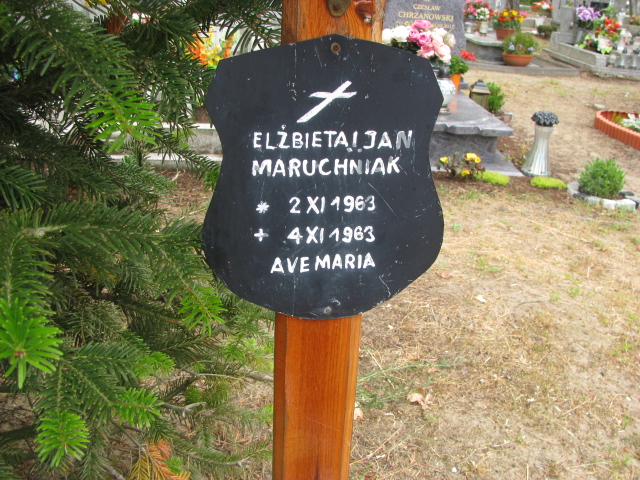 CZESŁAW
CHRZANOWSKI
ELŻBIETA I JAN
MARUCHNIAK
* 2 XI 1963
+ 4 XI 1963
AVE MARIA